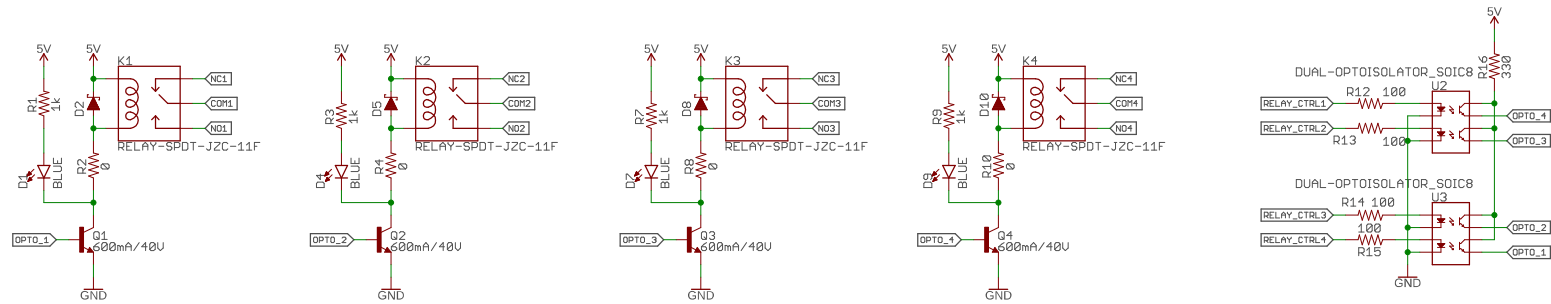 5V
5V
K1
R1
1k
D2
NC1
COM1
NO1
RELAY-SPDT-JZC-11F
R2
0
D1
BLUE
OPTO_1
Q1
600mA/40V
GND
5V
5V
K2
R3
1k
D5
NC2
COM2
NO2
RELAY-SPDT-JZC-11F
R4
0
D4
BLUE
OPTO_2
Q2
600mA/40V
GND
5V
5V
K3
R7
1k
D8
NC3
COM3
NO3
RELAY-SPDT-JZC-11F
R8
0
D7
BLUE
OPTO_3
Q3
600mA/40V
GND
5V
5V
K4
R9
1k
D10
NC4
COM4
NO4
RELAY-SPDT-JZC-11F
R10
0
D9
BLUE
OPTO_4
Q4
600mA/40V
GND
5V
R16
330
DUAL-OPTOISOLATOR_SOIC8
U2
R12 100
RELAY_CTRL1
OPTO_4
RELAY_CTRL2
R13 100
OPTO_3
DUAL-OPTOISOLATOR_SOIC8
U3
R14 100
RELAY_CTRL3
OPTO_2
100
RELAY_CTRL4
R15
OPTO_1
GND